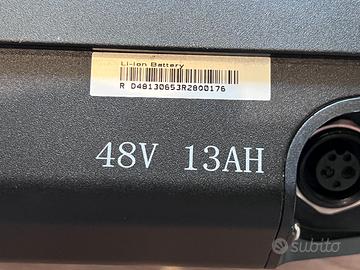 Li-ion Battery
R D48130653R2800176
48V 13AH
subito